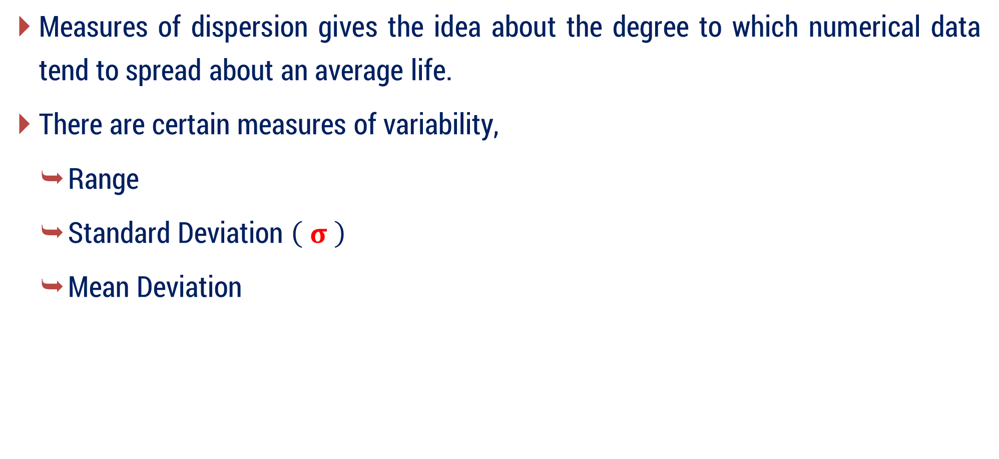 Measures of dispersion gives the idea about the degree to which numerical data
tend to spread about an average life.
There are certain measures of variability,
Range
Standard Deviation ( σ )
Mean Deviation